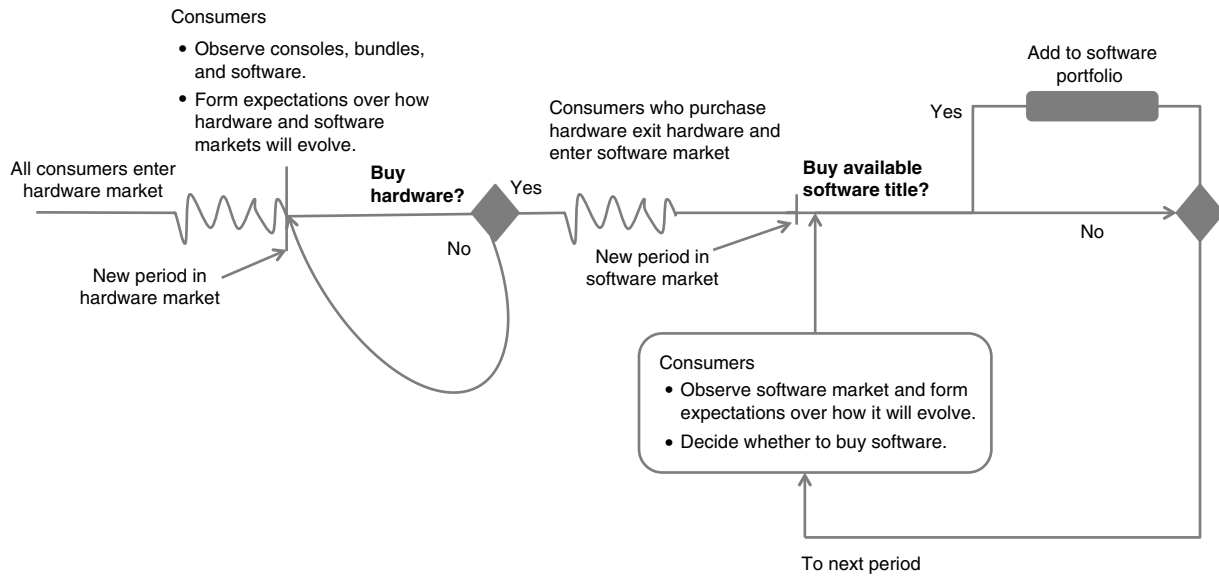 Consumers
• Observe consoles, bundles,
and software.
• Form expectations over how
hardware and software
markets will evolve.
All consumers enter
hardware market
New period in
hardware market
Buy
hardware?
Yes
No
Consumers who purchase
hardware exit hardware and
enter software market
New period in
software market
Buy available
software title?
Yes
Add to software
portfolio
No
Consumers
• Observe software market and form
expectations over how it will evolve.
• Decide whether to buy software.
To next period